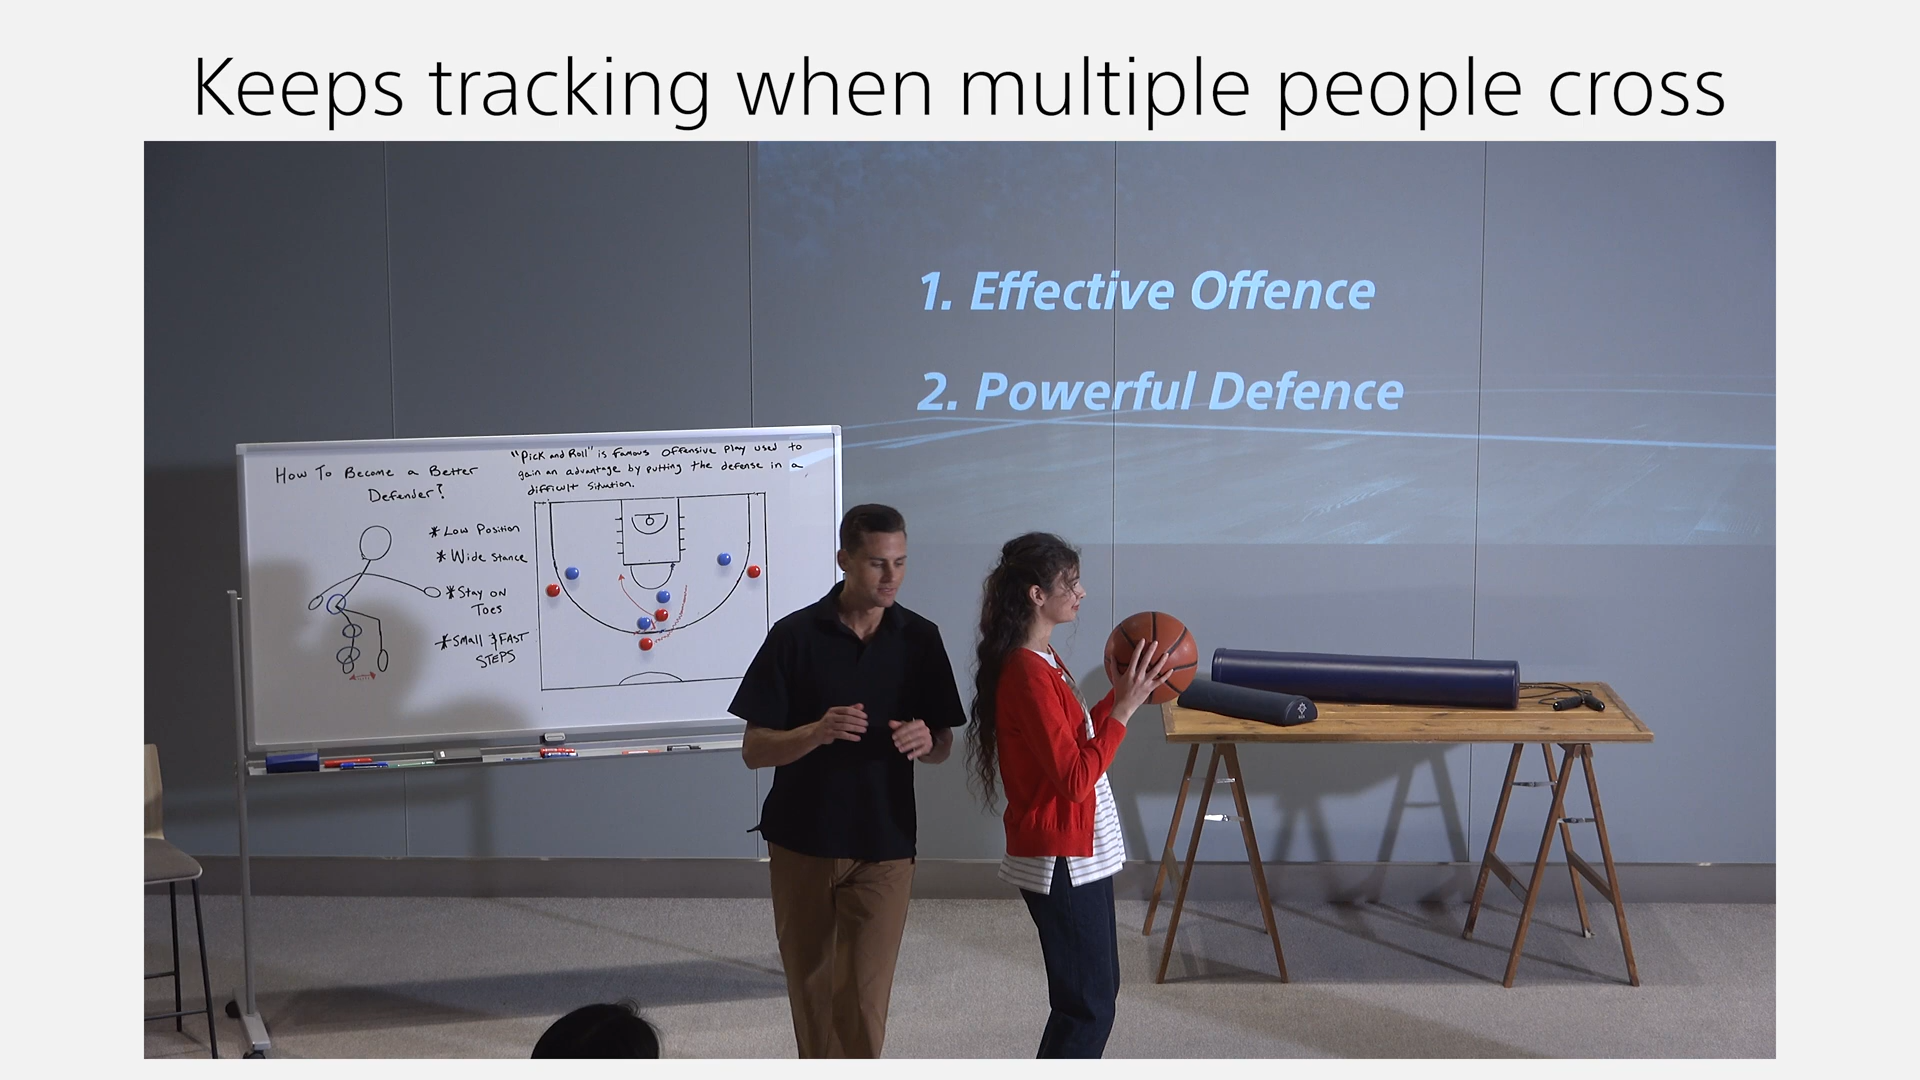 Keeps tracking when multiple people cross
1. Effective Offence
2. Powerful Defence
How To Become a Better
Defender?
* Low Position
* Wide Stance
* Stay on
Toes
* Small & FAST
STEPS
"Pick and Roll" is famous offensive play used to
gain an advantage by putting the defense in a
difficult situation.